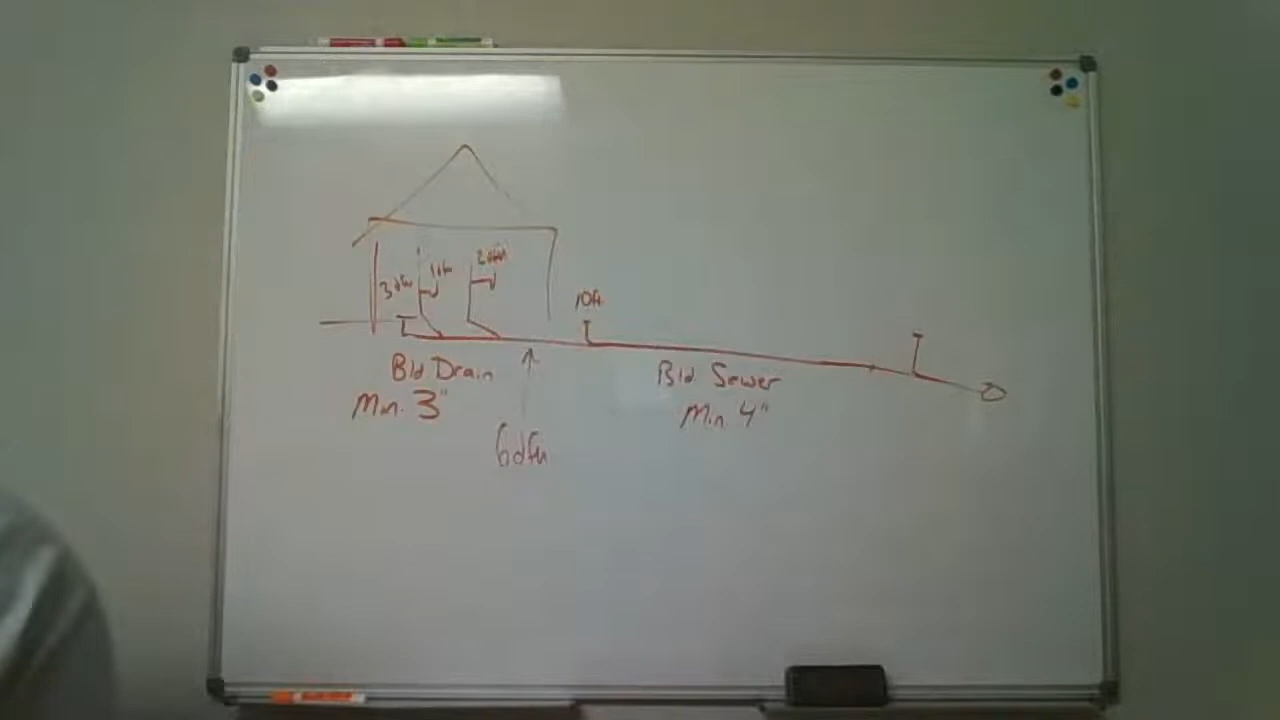 2 dfu
1 dfu
3 dfu
10ft
Bld Drain
Min. 3"
Bld Sewer
Min. 4"
6dfu